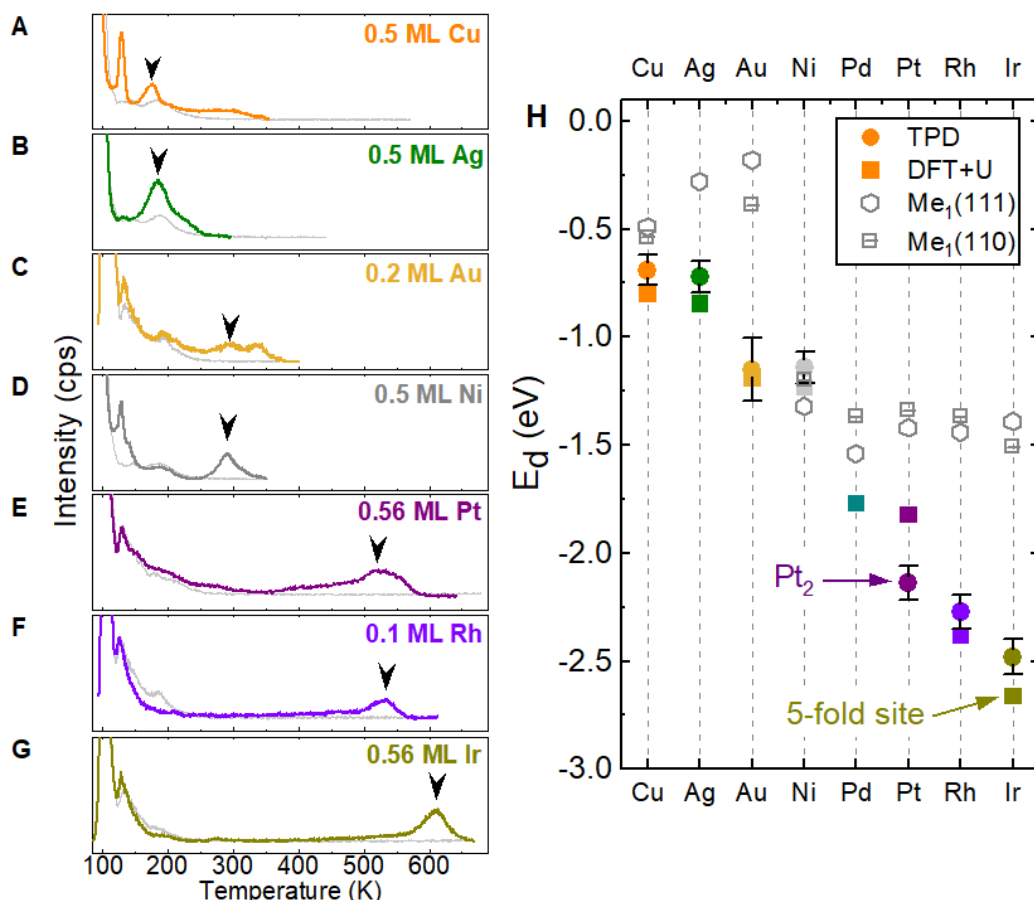 A
0.5 ML Cu
B
0.5 ML Ag
C
0.2 ML Au
D
0.5 ML Ni
E
0.56 ML Pt
F
0.1 ML Rh
G
0.56 ML Ir
Intensity (cps)
100 200 300 400 500 600
Temperature (K)
Cu Ag Au Ni Pd Pt Rh Ir
H
0.0
-0.5
-1.0
-1.5
-2.0
-2.5
-3.0
E_d (eV)
TPD
DFT+U
Me₁(111)
Me₁(110)
Pt₂
5-fold site
Cu Ag Au Ni Pd Pt Rh Ir